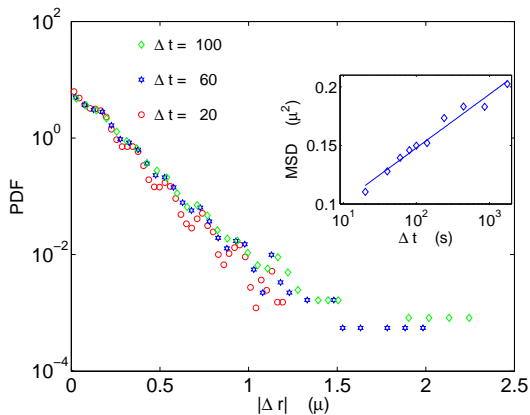 10^2
10^0
10^-2
10^-4
PDF
Δ t = 100
Δ t = 60
Δ t = 20
0.2
0.15
0.1
MSD (μ^2)
10^1
10^2
10^3
Δ t (s)
0
0.5
1
1.5
2
2.5
|Δ r| (μ)